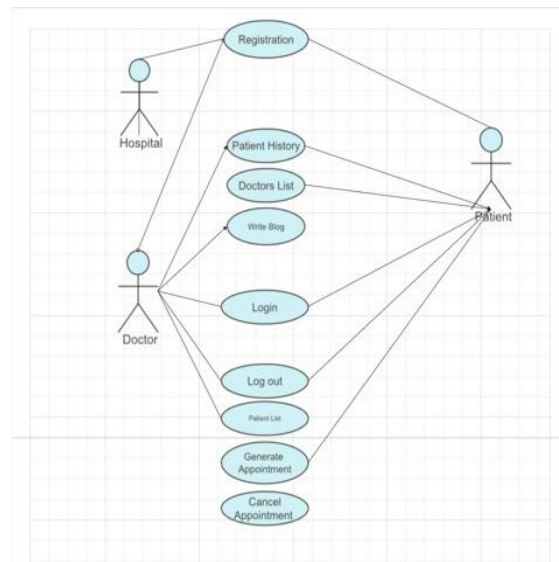 Registration
Hospital
Patient History
Doctors List
Patient
Write Blog
Login
Doctor
Log out
Patient List
Generate
Appointment
Cancel
Appointment